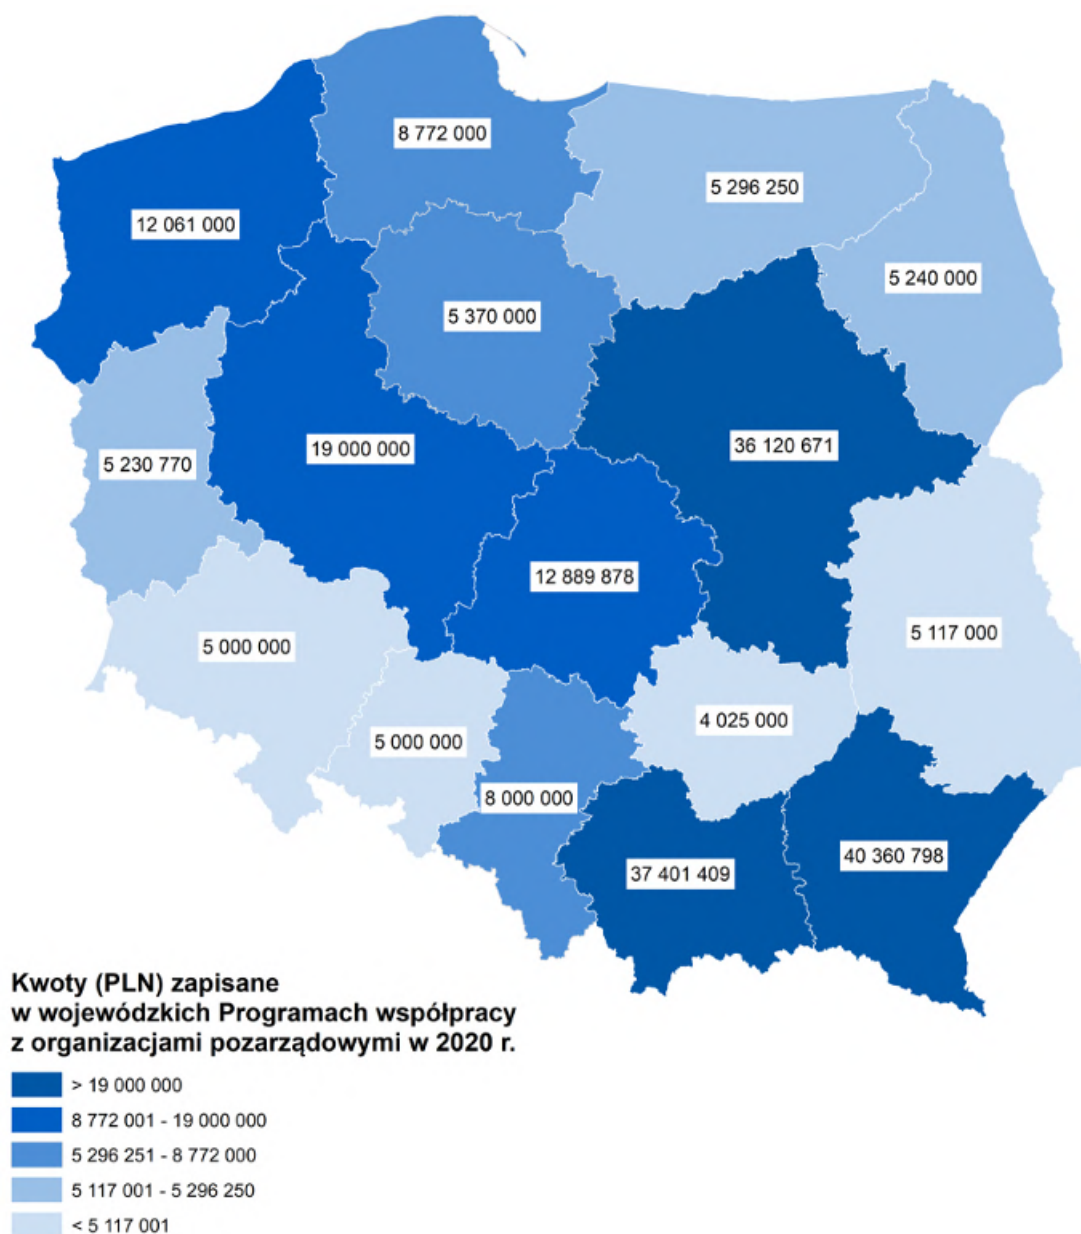 8 772 000
5 296 250
12 061 000
5 240 000
5 370 000
19 000 000
36 120 671
5 230 770
12 889 878
5 000 000
5 117 000
4 025 000
5 000 000
8 000 000
40 360 798
37 401 409
Kwoty (PLN) zapisane
w wojewódzkich Programach współpracy
z organizacjami pozarządowymi w 2020 r.
> 19 000 000
8 772 001 - 19 000 000
5 296 251 - 8 772 000
5 117 001 - 5 296 250
< 5 117 001